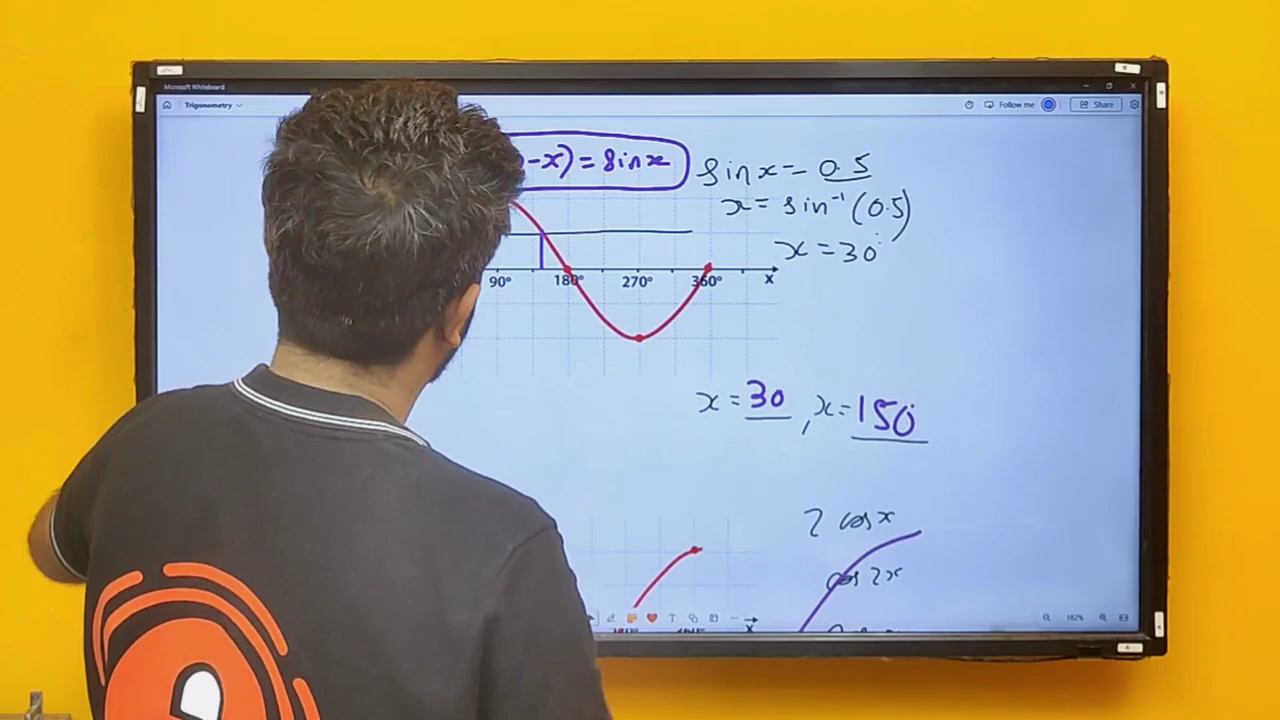 Microsoft Whiteboard
Trigonometry
Follow me
Share
-x) = sin x
sin x = 0.5
x = sin⁻¹ (0.5)
x = 30°
90° 180° 270° 360° x
x = 30 , x = 150°
2 cos x
cos 2x
182%
x